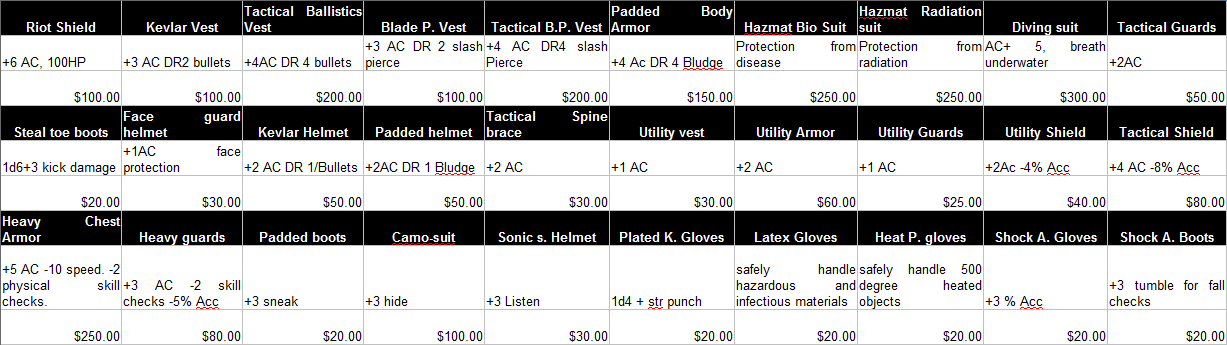 Riot Shield Kevlar Vest Tactical Ballistics Vest Blade P. Vest Tactical B.P. Vest Padded Body Armor Hazmat Bio Suit Hazmat Radiation suit Diving suit Tactical Guards
+6 AC, 100HP +3 AC DR2 bullets +4AC DR 4 bullets +3 AC DR 2 slash pierce +4 AC DR4 slash Pierce +4 Ac DR 4 Bludge Protection from disease Protection from radiation AC+ 5, breath underwater +2AC
$100.00 $100.00 $200.00 $100.00 $200.00 $150.00 $250.00 $250.00 $300.00 $50.00
Steal toe boots Face guard helmet Kevlar Helmet Padded helmet Tactical Spine brace Utility vest Utility Armor Utility Guards Utility Shield Tactical Shield
1d6+3 kick damage +1AC face protection +2 AC DR 1/Bullets +2AC DR 1 Bludge +2 AC +1 AC +2 AC +1 AC +2Ac -4% Acc +4 AC -8% Acc
$20.00 $30.00 $50.00 $50.00 $30.00 $30.00 $60.00 $25.00 $40.00 $80.00
Heavy Chest Armor Heavy guards Padded boots Camo-suit Sonic s. Helmet Plated K. Gloves Latex Gloves Heat P. gloves Shock A. Gloves Shock A. Boots
+5 AC -10 speed. -2 physical skill checks. +3 AC -2 skill checks -5% Acc +3 sneak +3 hide +3 Listen 1d4 + str punch safely handle hazardous and infectious materials safely handle 500 degree heated objects +3 % Acc +3 tumble for fall checks
$250.00 $80.00 $20.00 $100.00 $30.00 $20.00 $20.00 $20.00 $20.00 $20.00